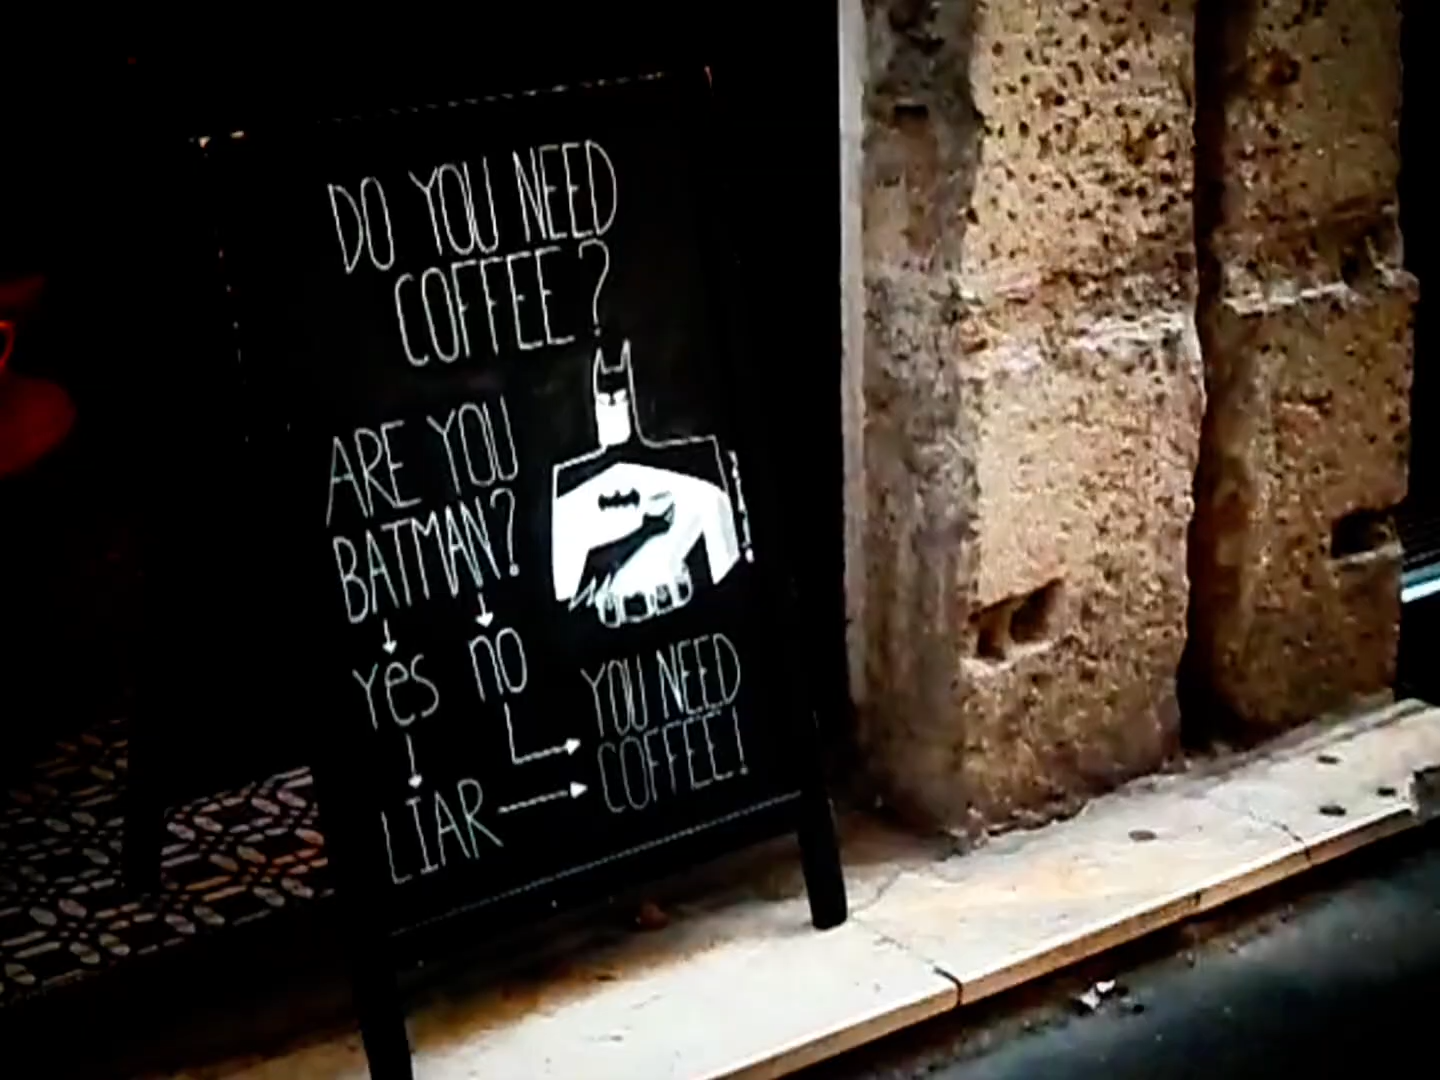 DO YOU NEED
COFFEE?
ARE YOU
BATMAN?
yes no
LIAR
YOU NEED
COFFEE!